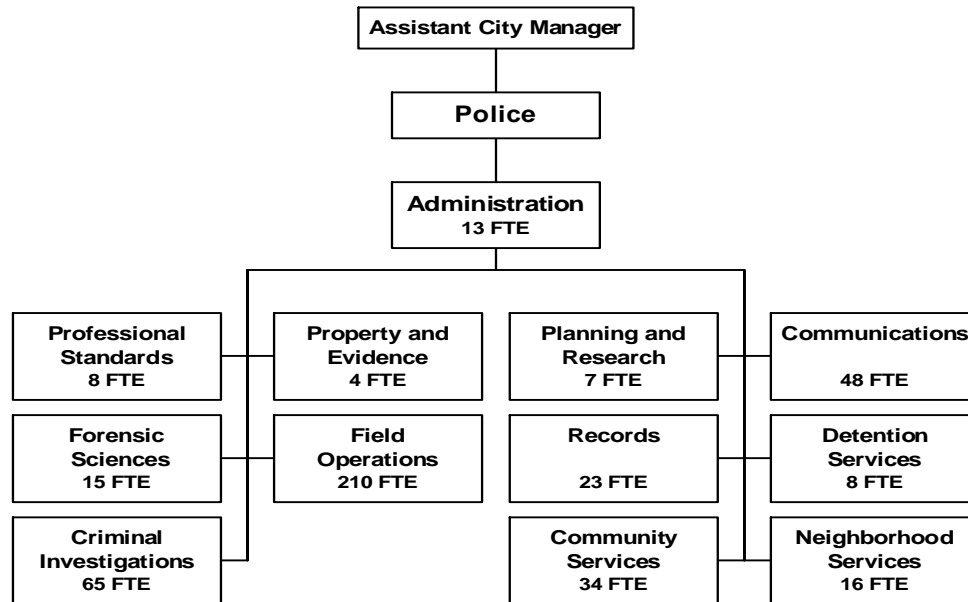 Assistant City Manager
Police
Administration
13 FTE
Professional
Standards
8 FTE
Property and
Evidence
4 FTE
Planning and
Research
7 FTE
Communications
48 FTE
Forensic
Sciences
15 FTE
Field
Operations
210 FTE
Records
23 FTE
Detention
Services
8 FTE
Criminal
Investigations
65 FTE
Community
Services
34 FTE
Neighborhood
Services
16 FTE